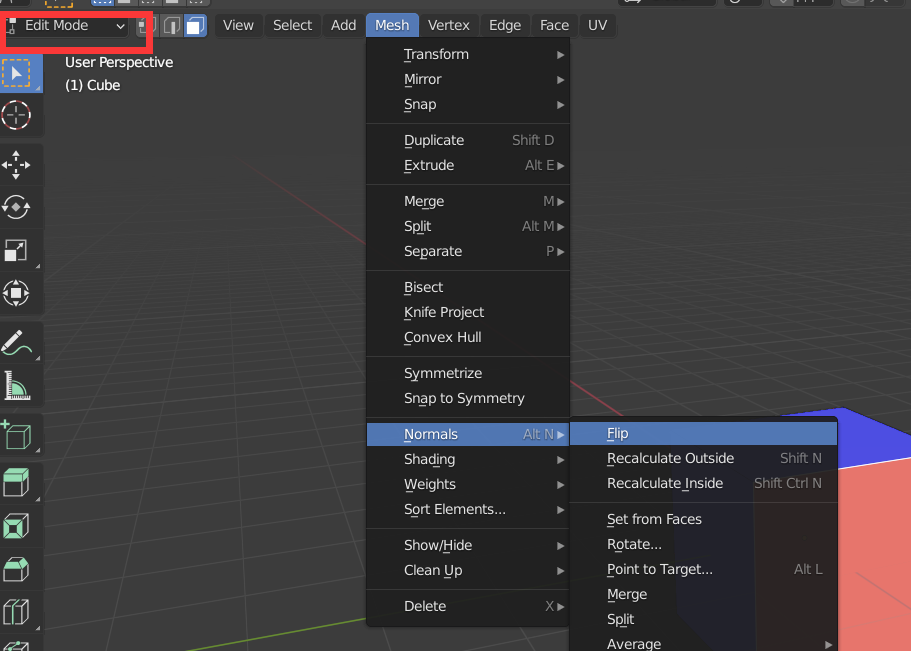 Edit Mode View Select Add Mesh Vertex Edge Face UV
User Perspective
(1) Cube
Transform
Mirror
Snap
Duplicate Shift D
Extrude Alt E
Merge M
Split Alt M
Separate P
Bisect
Knife Project
Convex Hull
Symmetrize
Snap to Symmetry
Normals Alt N
Shading
Weights
Sort Elements...
Show/Hide
Clean Up
Delete X
Flip
Recalculate Outside Shift N
Recalculate Inside Shift Ctrl N
Set from Faces
Rotate...
Point to Target... Alt L
Merge
Split
Average